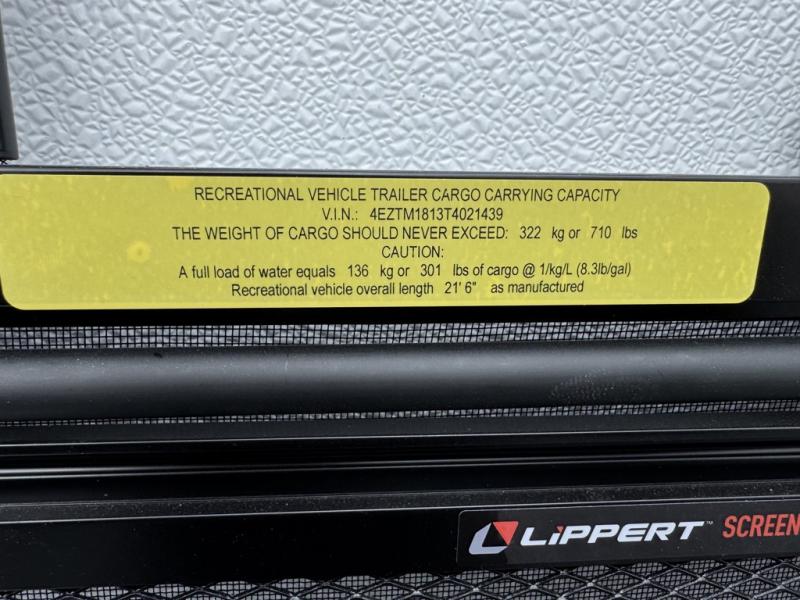 RECREATIONAL VEHICLE TRAILER CARGO CARRYING CAPACITY
V.I.N.: 4EZTM1813T4021439
THE WEIGHT OF CARGO SHOULD NEVER EXCEED: 322 kg or 710 lbs
CAUTION:
A full load of water equals 136 kg or 301 lbs of cargo @ 1/kg/L (8.3lb/gal)
Recreational vehicle overall length 21' 6" as manufactured
LIPPERT™ SCREEN